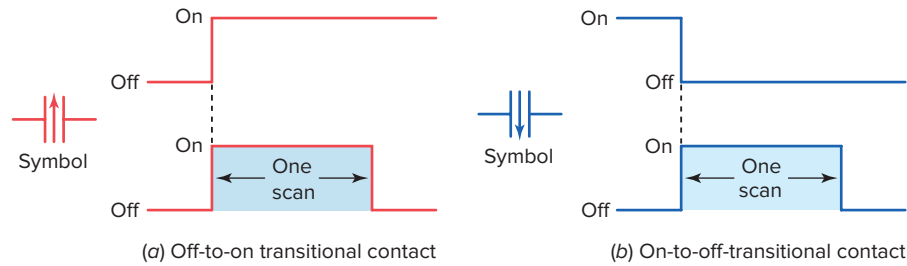 On
Off
Symbol
On
One
scan
Off
(a) Off-to-on transitional contact
On
Off
Symbol
On
One
scan
Off
(b) On-to-off-transitional contact